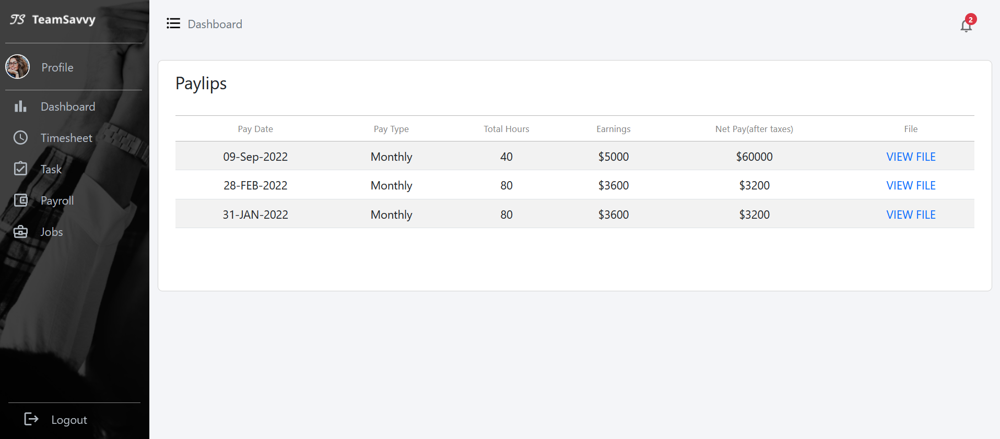 TS TeamSavvy
Profile
Dashboard
Timesheet
Task
Payroll
Jobs
Logout
Dashboard
2
Paylips
Pay Date Pay Type Total Hours Earnings Net Pay(after taxes) File
09-Sep-2022 Monthly 40 $5000 $60000 VIEW FILE
28-FEB-2022 Monthly 80 $3600 $3200 VIEW FILE
31-JAN-2022 Monthly 80 $3600 $3200 VIEW FILE